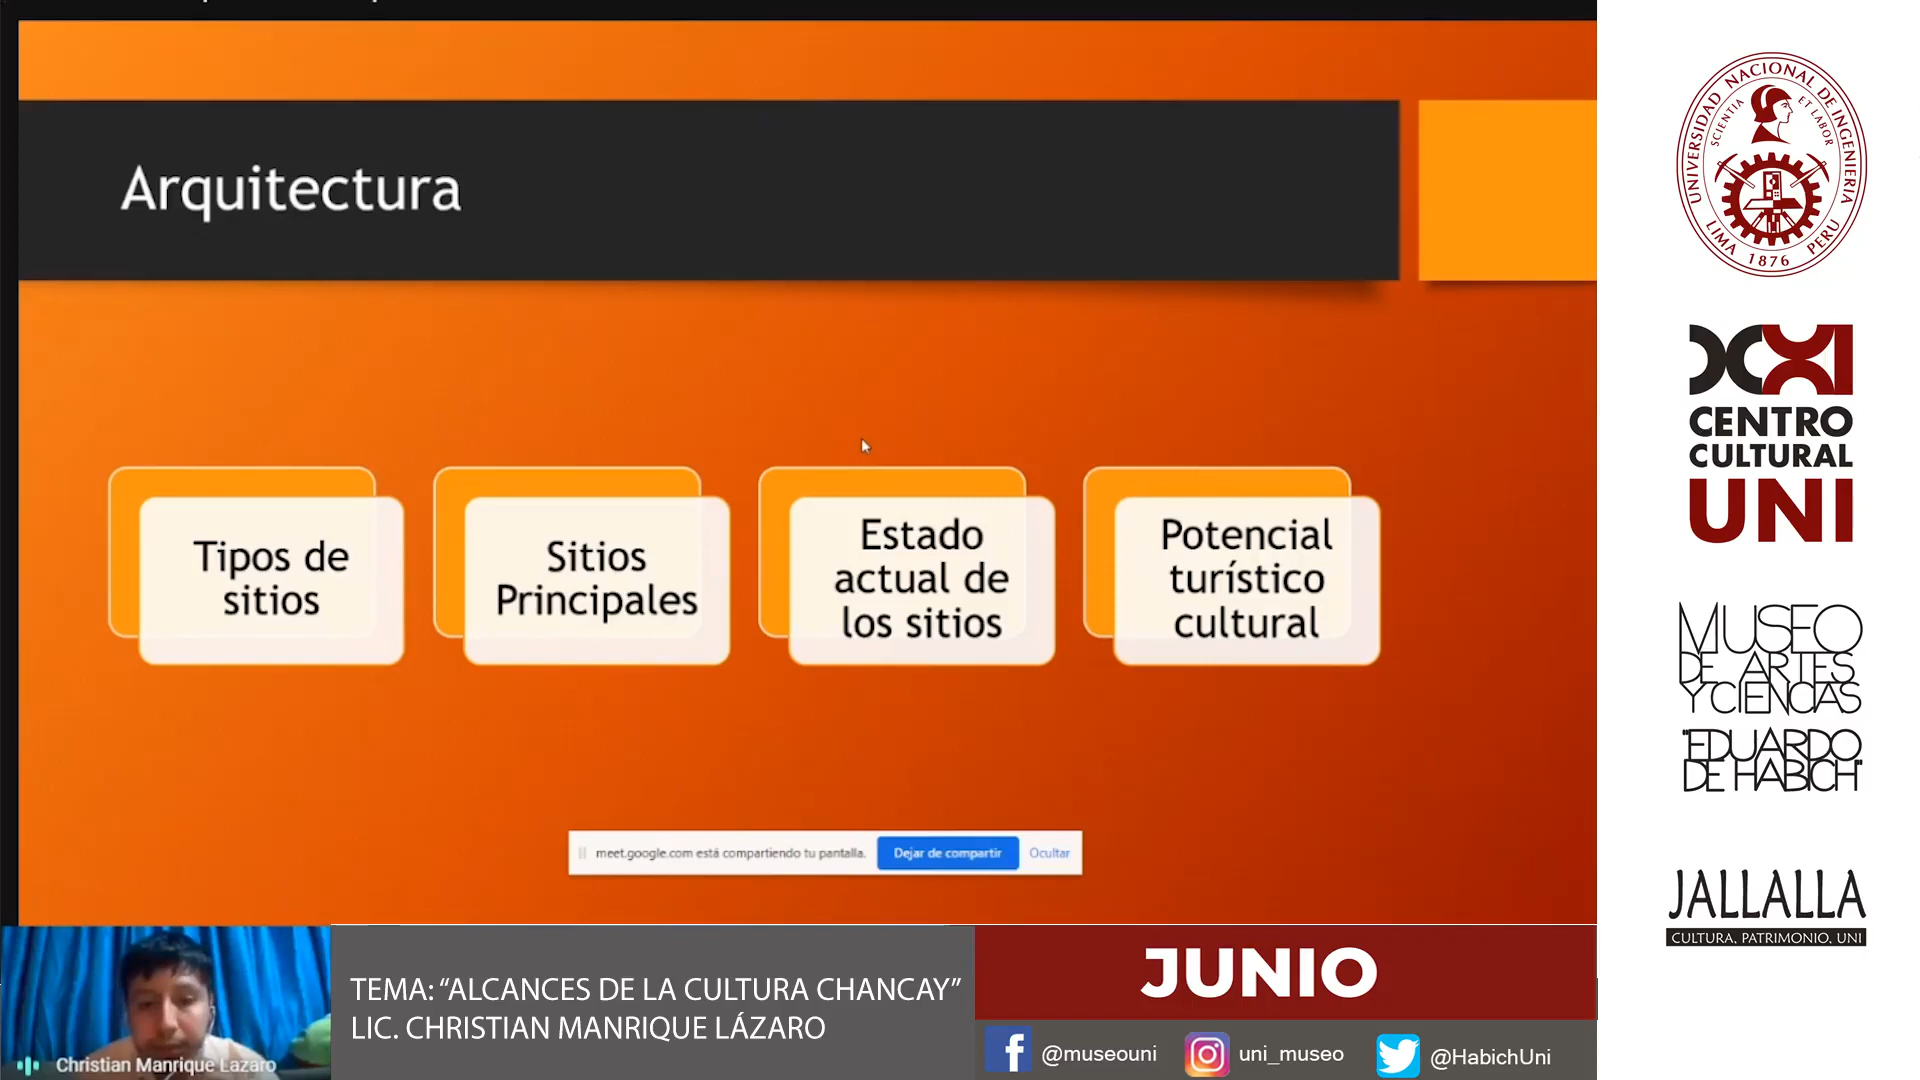 Arquitectura
Tipos de
sitios
Sitios
Principales
Estado
actual de
los sitios
Potencial
turístico
cultural
meet.google.com está compartiendo tu pantalla.
Dejar de compartir
Ocultar
Christian Manrique Lazaro
TEMA: “ALCANCES DE LA CULTURA CHANCAY”
LIC. CHRISTIAN MANRIQUE LÁZARO
JUNIO
@museouni
uni_museo
@HabichUni
UNIVERSIDAD NACIONAL DE INGENIERIA
SCIENTIA ET LABOR
LIMA 1876 PERU
XXI
CENTRO
CULTURAL
UNI
MUSEO
DE ARTES
Y CIENCIAS
"EDUARDO
DE HABICH"
JALLALLA
CULTURA, PATRIMONIO, UNI